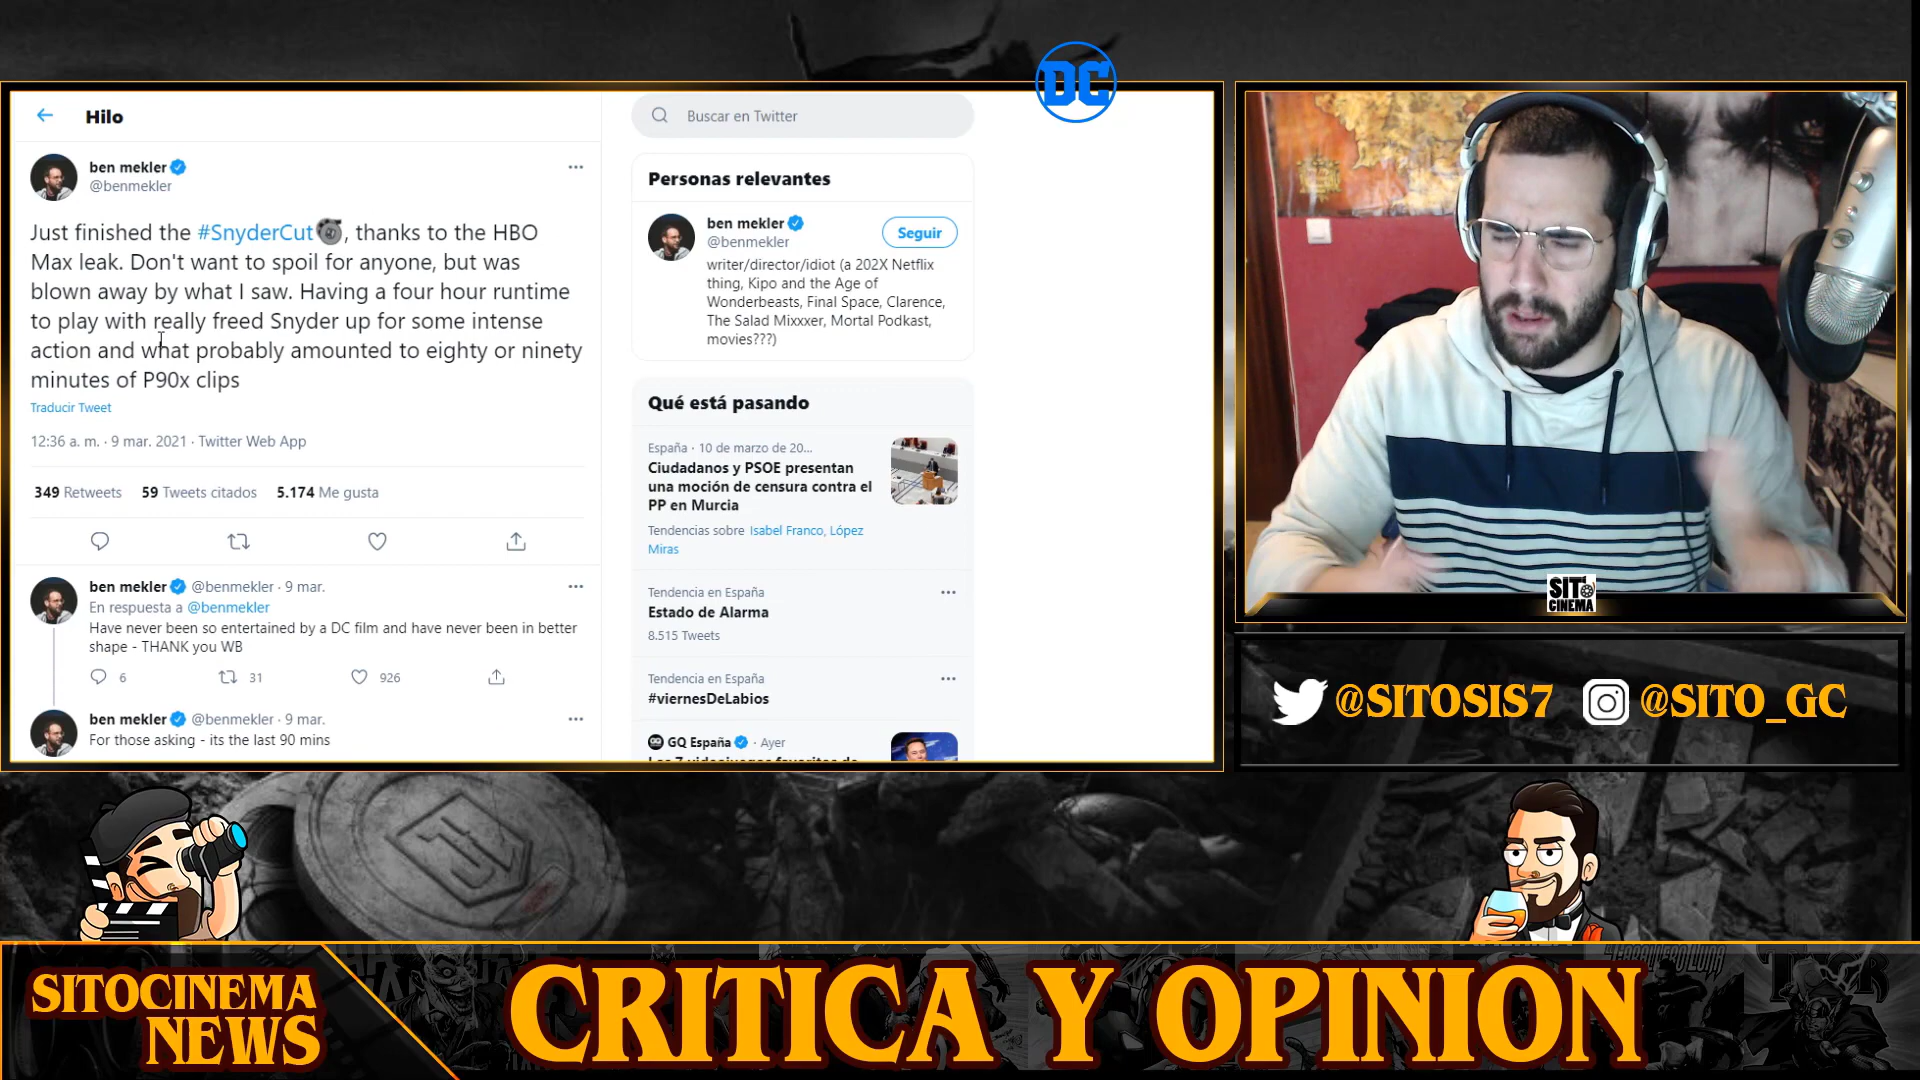 DC
Hilo
ben mekler
@benmekler
Just finished the #SnyderCut, thanks to the HBO
Max leak. Don't want to spoil for anyone, but was
blown away by what I saw. Having a four hour runtime
to play with really freed Snyder up for some intense
action and what probably amounted to eighty or ninety
minutes of P90x clips
Traducir Tweet
12:36 a. m. · 9 mar. 2021 · Twitter Web App
349 Retweets 59 Tweets citados 5.174 Me gusta
ben mekler @benmekler · 9 mar.
En respuesta a @benmekler
Have never been so entertained by a DC film and have never been in better
shape - THANK you WB
6 31 926
ben mekler @benmekler · 9 mar.
For those asking - its the last 90 mins
Buscar en Twitter
Personas relevantes
ben mekler
@benmekler
Seguir
writer/director/idiot (a 202X Netflix
thing, Kipo and the Age of
Wonderbeasts, Final Space, Clarence,
The Salad Mixxxer, Mortal Podkast,
movies???)
Qué está pasando
España · 10 de marzo de 20...
Ciudadanos y PSOE presentan
una moción de censura contra el
PP en Murcia
Tendencias sobre Isabel Franco, López
Miras
Tendencia en España
Estado de Alarma
8.515 Tweets
Tendencia en España
#viernesDeLabios
GQ España · Ayer
SITO
CINEMA
@SITOSIS7 @SITO_GC
SITOCINEMA
NEWS
CRITICA Y OPINION